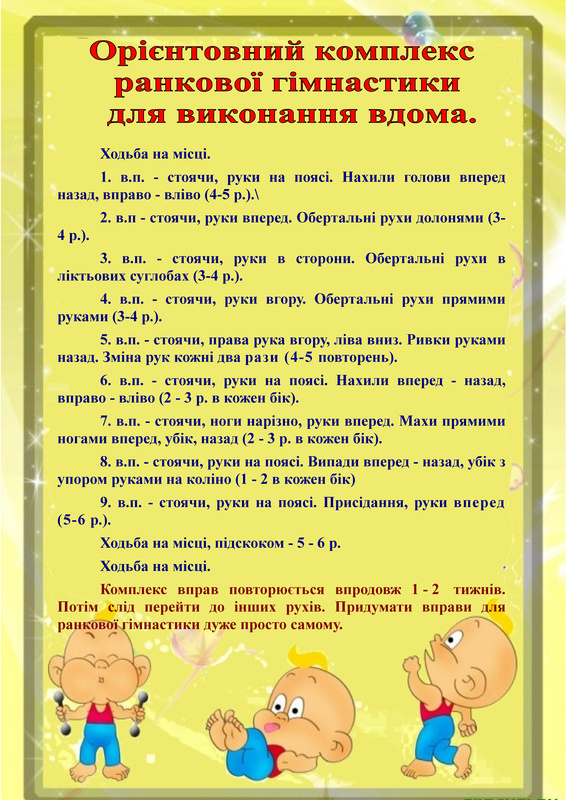 Орієнтовний комплекс
ранкової гімнастики
для виконання вдома.
Ходьба на місці.
1. в.п. - стоячи, руки на поясі. Нахили голови вперед
назад, вправо - вліво (4-5 р.).\
2. в.п - стоячи, руки вперед. Обертальні рухи долонями (3-
4 р.).
3. в.п. - стоячи, руки в сторони. Обертальні рухи в
ліктьових суглобах (3-4 р.).
4. в.п. - стоячи, руки вгору. Обертальні рухи прямими
руками (3-4 р.).
5. в.п. - стоячи, права рука вгору, ліва вниз. Ривки руками
назад. Зміна рук кожні два рази (4-5 повторень).
6. в.п. - стоячи, руки на поясі. Нахили вперед - назад,
вправо - вліво (2 - 3 р. в кожен бік).
7. в.п. - стоячи, ноги нарізно, руки вперед. Махи прямими
ногами вперед, убік, назад (2 - 3 р. в кожен бік).
8. в.п. - стоячи, руки на поясі. Випади вперед - назад, убік з
упором руками на коліно (1 - 2 в кожен бік)
9. в.п. - стоячи, руки на поясі. Присідання, руки вперед
(5-6 р.).
Ходьба на місці, підскоком - 5 - 6 р.
Ходьба на місці.
Комплекс вправ повторюється впродовж 1 - 2 тижнів.
Потім слід перейти до інших рухів. Придумати вправи для
ранкової гімнастики дуже просто самому.